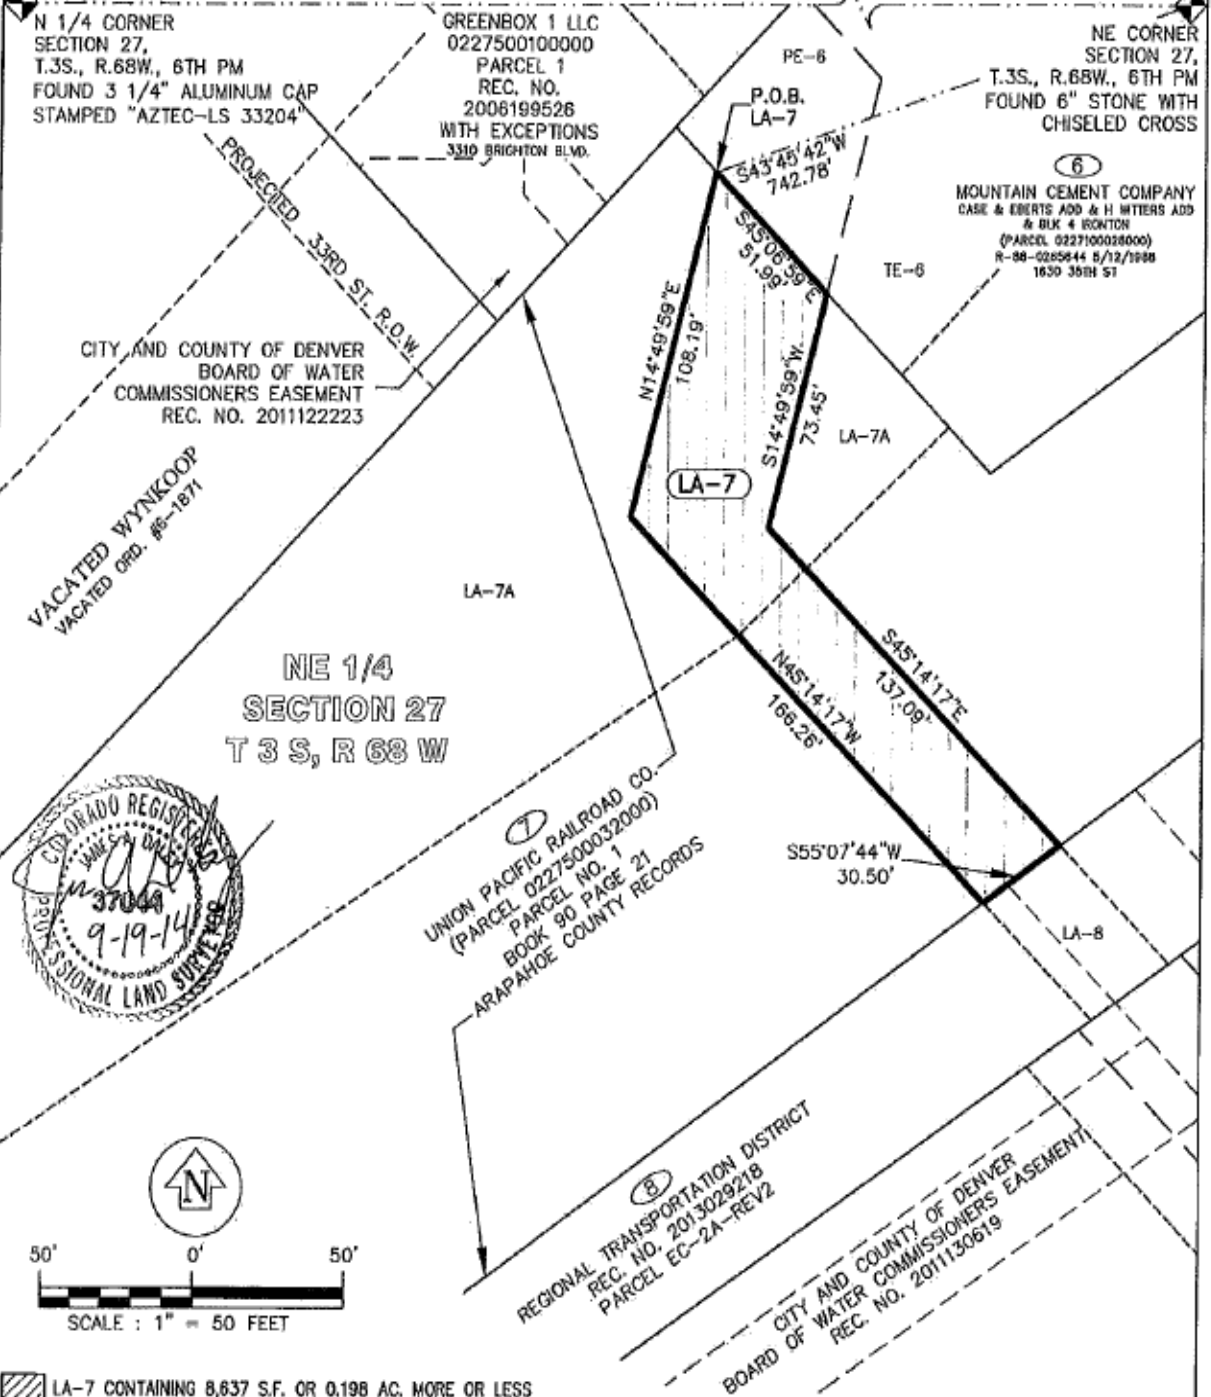 N 1/4 CORNER
SECTION 27,
T.3S., R.68W., 6TH PM
FOUND 3 1/4" ALUMINUM CAP
STAMPED "AZTEC-LS 33204"
GREENBOX 1 LLC
0227500100000
PARCEL 1
REC. NO.
2006199526
WITH EXCEPTIONS
3310 BRIGHTON BLVD.
PE-6
NE CORNER
SECTION 27,
T.3S., R.68W., 6TH PM
FOUND 6" STONE WITH
CHISELED CROSS
P.O.B.
LA-7
S43°45'42"W
742.78'
6
MOUNTAIN CEMENT COMPANY
CASE & EBERTS ADD & H WITTERS ADD
& BLK 4 IRONTON
(PARCEL 0227100028000)
R-88-0265644 5/12/1988
1630 35TH ST
TE-6
PROJECTED 33RD ST. R.O.W.
S45°06'59"E
51.99'
N14°49'59"E
108.19'
S14°49'59"W
73.45'
CITY AND COUNTY OF DENVER
BOARD OF WATER
COMMISSIONERS EASEMENT
REC. NO. 2011122223
LA-7A
LA-7
VACATED WYNKOOP
VACATED ORD. #6-1871
LA-7A
NE 1/4
SECTION 27
T 3 S, R 68 W
S45°14'17"E
137.09'
N45°14'17"W
166.26'
COLORADO REGISTERED
JAMES A. DALEY
37041
9-19-14
PROFESSIONAL LAND SURVEYOR
7
UNION PACIFIC RAILROAD CO.
(PARCEL 0227500032000)
PARCEL NO. 1
BOOK 90 PAGE 21
ARAPAHOE COUNTY RECORDS
S55°07'44"W
30.50'
LA-8
8
REGIONAL TRANSPORTATION DISTRICT
REC. NO. 2013029218
PARCEL EC-2A-REV2
CITY AND COUNTY OF DENVER
BOARD OF WATER COMMISSIONERS EASEMENT
REC. NO. 2011130619
N
50' 0' 50'
SCALE : 1" = 50 FEET
LA-7 CONTAINING 8,637 S.F. OR 0.198 AC. MORE OR LESS